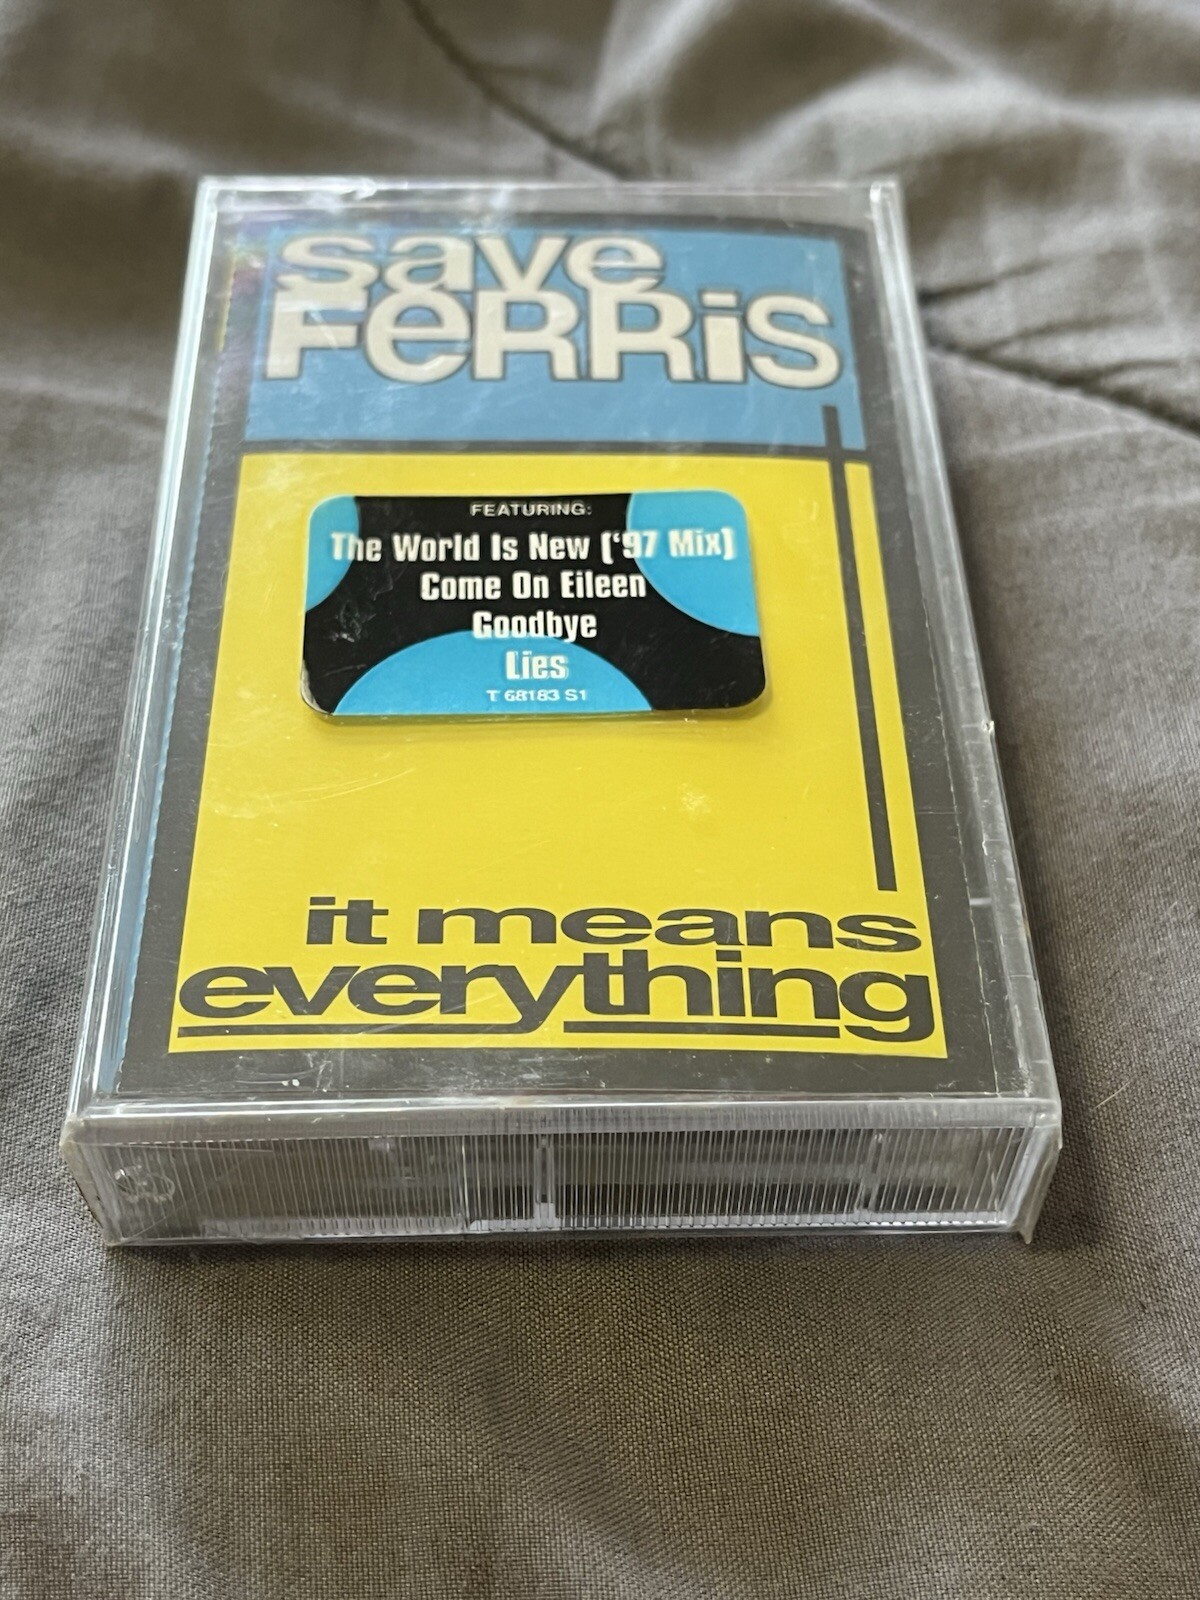 save
FeRRiS
FEATURING:
The World Is New ('97 Mix)
Come On Eileen
Goodbye
Lies
T 68183 S1
it means
everything